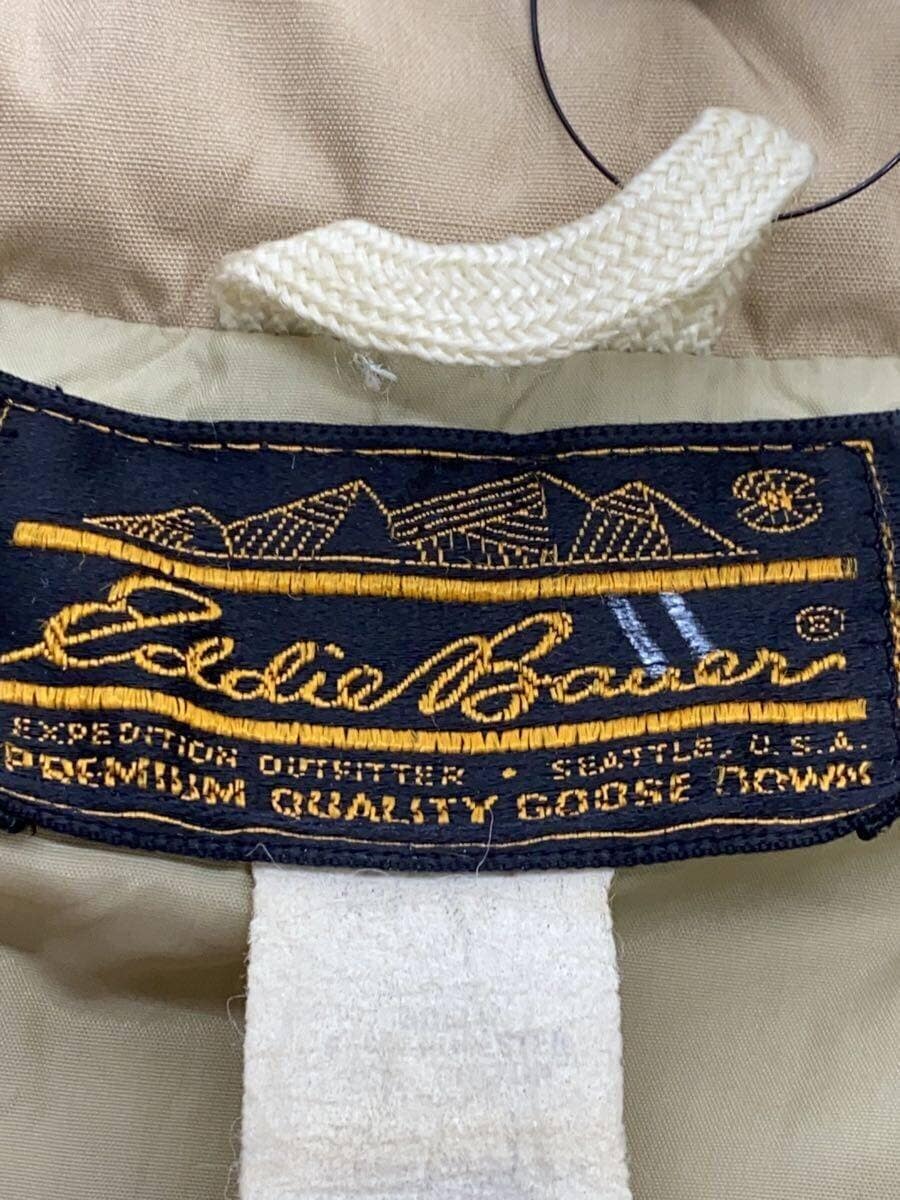 Eddie Bauer ®
EXPEDITION OUTFITTER · SEATTLE, U.S.A.
PREMIUM QUALITY GOOSE DOWN